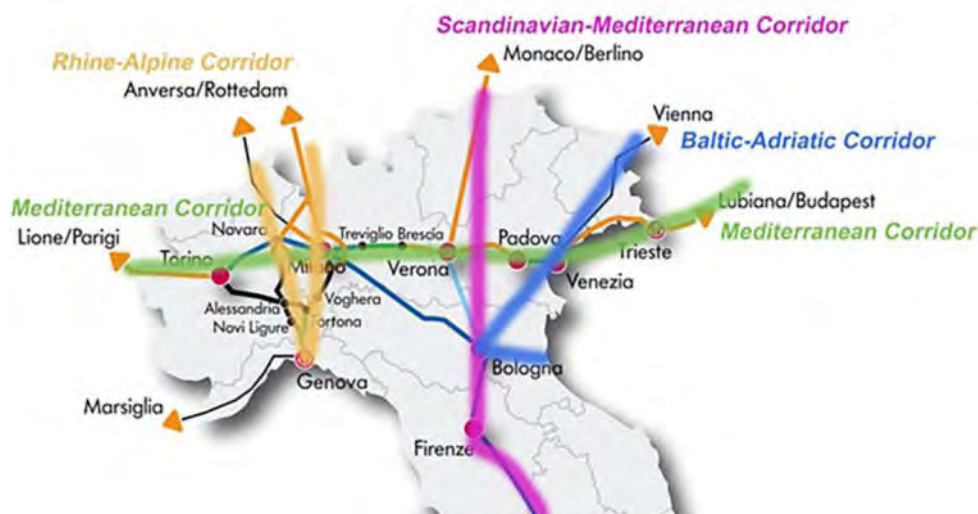 Scandinavian-Mediterranean Corridor
Monaco/Berlino
Rhine-Alpine Corridor
Anversa/Rottedam
Vienna
Baltic-Adriatic Corridor
Mediterranean Corridor
Lione/Parigi
Lubiana/Budapest
Mediterranean Corridor
Novara
Treviglio
Brescia
Padova
Torino
Milano
Verona
Trieste
Venezia
Alessandria
Voghera
Novi Ligure
Tortona
Bologna
Genova
Marsiglia
Firenze